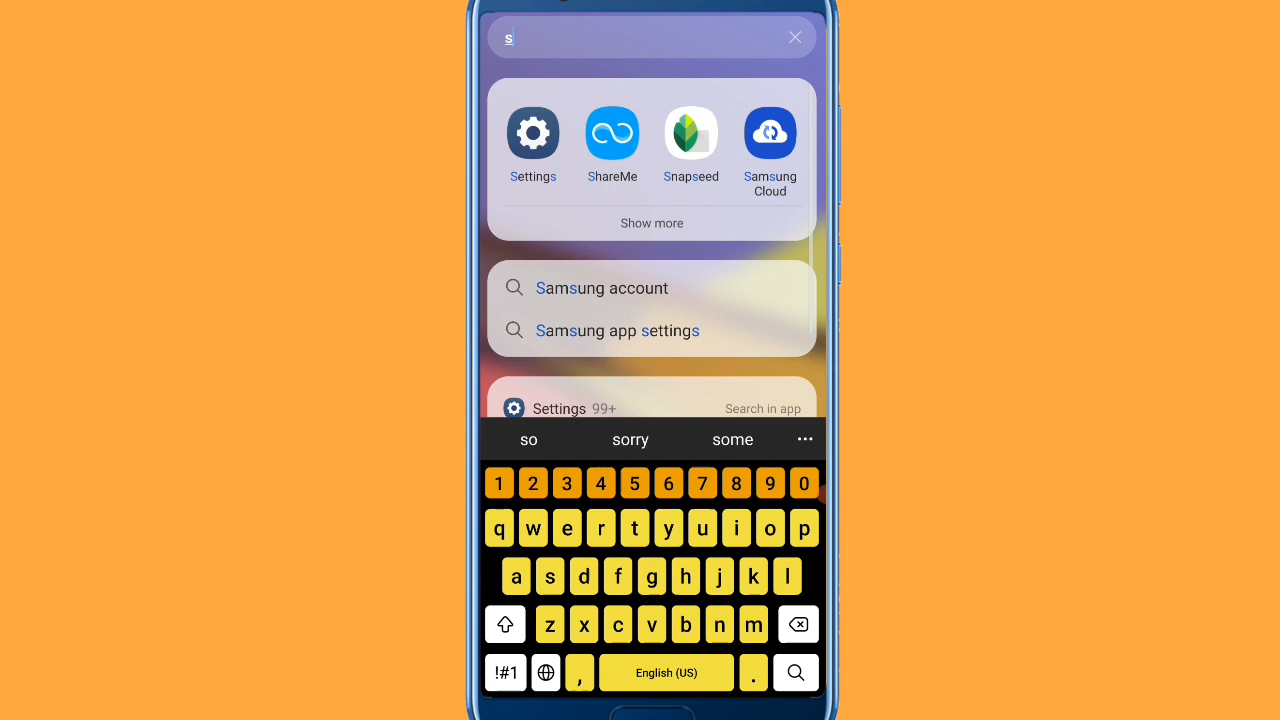 s
Settings ShareMe Snapseed Samsung Cloud
Show more
Samsung account
Samsung app settings
Settings 99+ Search in app
so sorry some ...
1 2 3 4 5 6 7 8 9 0
q w e r t y u i o p
a s d f g h j k l
z x c v b n m
!#1 , English (US) .